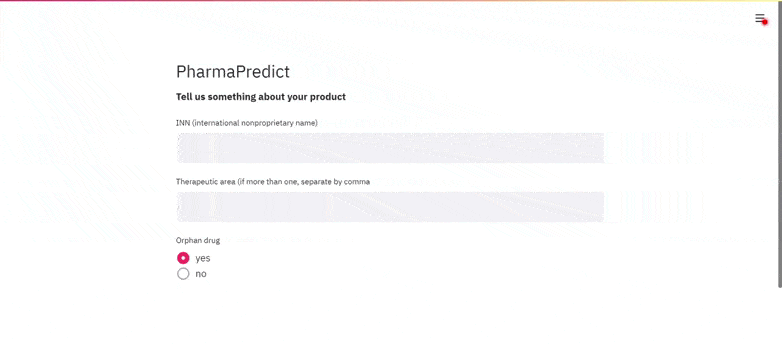 PharmaPredict
Tell us something about your product
INN (international nonproprietary name)
Therapeutic area (if more than one, separate by comma
Orphan drug
yes
no